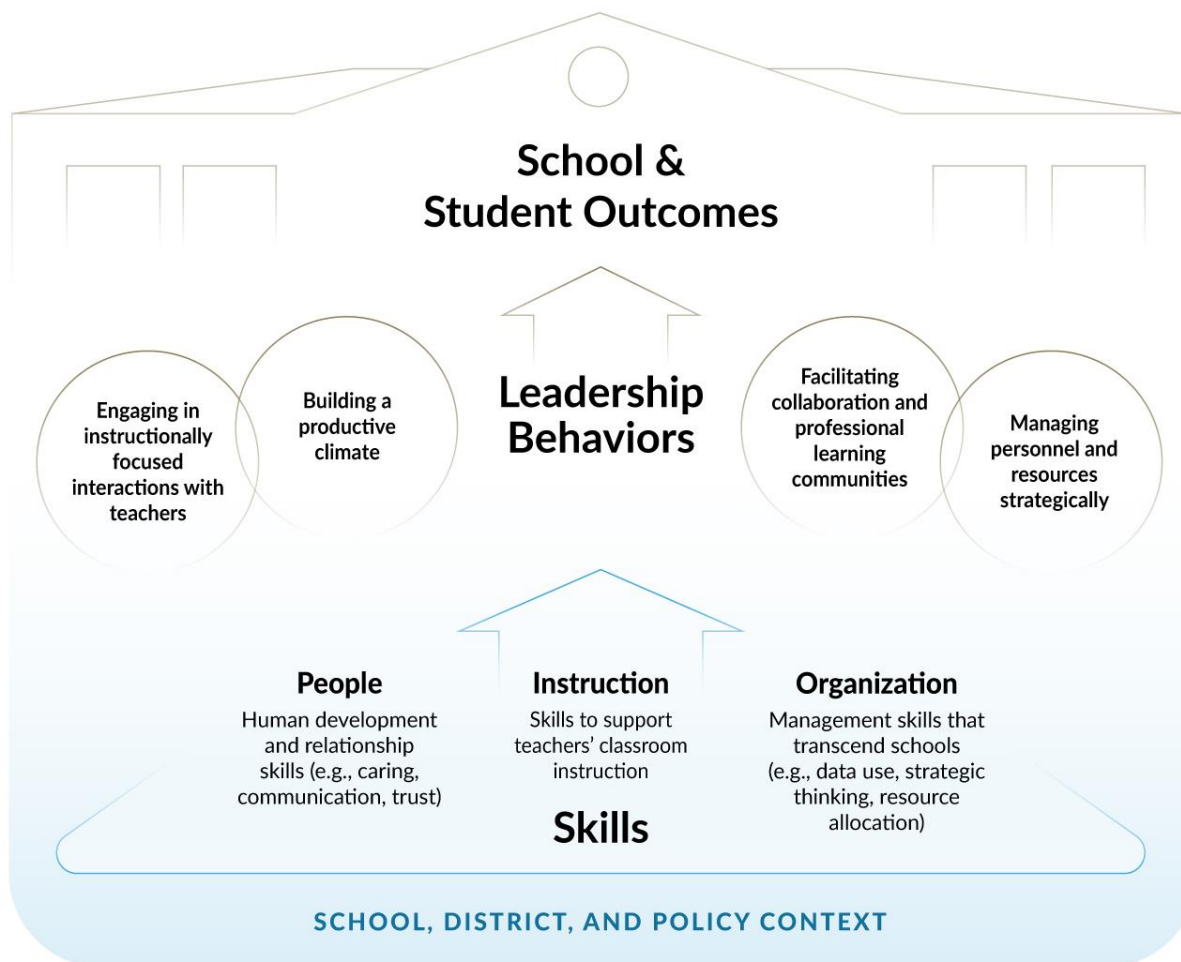 School &
Student Outcomes
Engaging in
instructionally
focused
interactions with
teachers
Building a
productive
climate
Leadership
Behaviors
Facilitating
collaboration and
professional
learning
communities
Managing
personnel and
resources
strategically
People
Human development
and relationship
skills (e.g., caring,
communication, trust)
Instruction
Skills to support
teachers’ classroom
instruction
Organization
Management skills that
transcend schools
(e.g., data use, strategic
thinking, resource
allocation)
Skills
SCHOOL, DISTRICT, AND POLICY CONTEXT